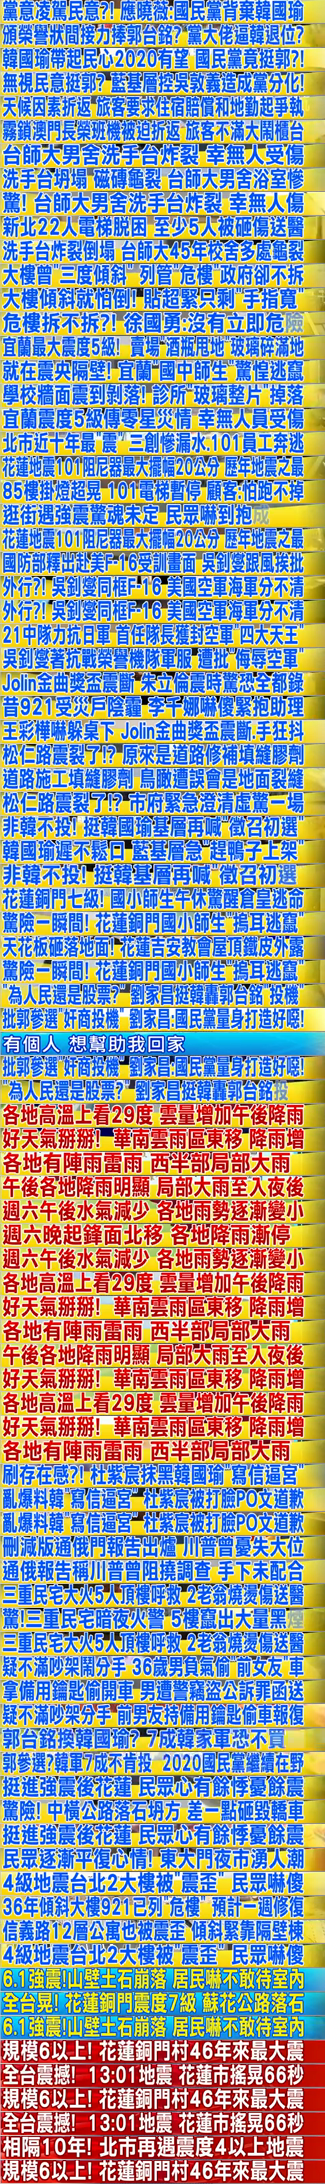 黨意凌駕民意?! 應曉薇:國民黨背棄韓國瑜
頒榮譽狀間接力捧郭台銘? 黨大佬逼韓退位?
韓國瑜帶起民心2020有望 國民黨竟挺郭?!
無視民意挺郭? 藍基層控吳敦義造成黨分化!
天候因素折返 旅客要求住宿賠償和地勤起爭執
霧鎖澳門長榮班機被迫折返 旅客不滿大鬧櫃台
台師大男舍洗手台炸裂 幸無人受傷
洗手台坍塌 磁磚龜裂 台師大男舍浴室慘
驚! 台師大男舍洗手台炸裂 幸無人傷
新北22人電梯脫困 至少5人被砸傷送醫
洗手台炸裂倒塌 台師大45年校舍多處龜裂
大樓曾"三度傾斜" 列管"危樓"政府卻不拆
大樓傾斜就怕倒! 貼超緊只剩"手指寬"
危樓拆不拆?! 徐國勇:沒有立即危險
宜蘭最大震度5級! 賣場"酒瓶甩地"玻璃碎滿地
就在震央隔壁! 宜蘭"國中師生"驚惶逃竄
學校牆面震到剝落! 診所"玻璃整片"掉落
宜蘭震度5級傳零星災情 幸無人員受傷
北市近十年最"震" 三創慘漏水101員工奔逃
花蓮地震101阻尼器最大擺幅20公分 歷年地震之最
85樓掛燈超晃 101電梯暫停 顧客:怕跑不掉
逛街遇強震驚魂未定 民眾嚇到抱成
花蓮地震101阻尼器最大擺幅20公分 歷年地震之最
國防部釋出赴美F-16受訓畫面 吳釗燮跟風挨批
外行?! 吳釗燮同框F-16 美國空軍海軍分不清
外行?! 吳釗燮同框F-16 美國空軍海軍分不清
21中隊力抗日軍 首任隊長獲封空軍"四大天王"
吳釗燮著抗戰榮譽機隊軍服 遭批"侮辱空軍"
Jolin金曲獎盃震斷 朱立倫震時驚恐全都錄
昔921受災戶陰霾 李千娜嚇傻緊抱助理
王彩樺嚇躲桌下 Jolin金曲獎盃震斷.手狂抖
松仁路震裂了!? 原來是道路修補填縫膠劑
道路施工填縫膠劑 鳥瞰遭誤會是地面裂縫
松仁路震裂了!? 市府緊急澄清虛驚一場
非韓不投! 挺韓國瑜基層再喊"徵召初選"
韓國瑜遲不鬆口 藍基層急"趕鴨子上架"
非韓不投! 挺韓基層再喊"徵召初選
花蓮銅門七級! 國小師生午休驚醒倉皇逃命
驚險一瞬間! 花蓮銅門國小師生"摀耳逃竄"
天花板砸落地面! 花蓮吉安教會屋頂鐵皮外露
驚險一瞬間! 花蓮銅門國小師生"摀耳逃竄"
"為人民還是股票?" 劉家昌挺韓轟郭台銘"投機"
批郭參選"奸商投機" 劉家昌:國民黨量身打造好噁!
有個人 想幫助我回家
批郭參選"奸商投機" 劉家昌:國民黨量身打造好噁!
"為人民還是股票?" 劉家昌挺韓轟郭台銘投
各地高溫上看29度 雲量增加午後降雨
好天氣掰掰! 華南雲雨區東移 降雨增
各地有陣雨雷雨 西半部局部大雨
午後各地降雨明顯 局部大雨至入夜後
週六午後水氣減少 各地雨勢逐漸變小
週六晚起鋒面北移 各地降雨漸停
週六午後水氣減少 各地雨勢逐漸變小
各地高溫上看29度 雲量增加午後降雨
好天氣掰掰! 華南雲雨區東移 降雨增
各地有陣雨雷雨 西半部局部大雨
午後各地降雨明顯 局部大雨至入夜後
好天氣掰掰! 華南雲雨區東移 降雨增
各地高溫上看29度 雲量增加午後降雨
好天氣掰掰! 華南雲雨區東移 降雨增
各地有陣雨雷雨 西半部局部大雨
刷存在感?! 杜紫宸抹黑韓國瑜"寫信逼宮"
亂爆料韓"寫信逼宮" 杜紫宸被打臉PO文道歉
亂爆料韓"寫信逼宮" 杜紫宸被打臉PO文道歉
刪減版通俄門報告出爐 川普曾憂失大位
通俄報告稱川普曾阻撓調查 手下未配合
三重民宅大火5人頂樓呼救 2老翁燒燙傷送醫
驚!三重民宅暗夜火警 5樓竄出大量黑煙
三重民宅大火5人頂樓呼救 2老翁燒燙傷送醫
疑不滿吵架鬧分手 36歲男負氣偷"前女友"車
拿備用鑰匙偷開車 男遭警竊盜公訴罪函送
疑不滿吵架分手 前男友持備用鑰匙偷車報復
郭台銘換韓國瑜? 7成韓家軍恐不買
郭參選?韓軍7成不肯投 2020國民黨繼續在野
挺進強震後花蓮 民眾心有餘悸憂餘震
驚險! 中橫公路落石坍方 差一點砸毀轎車
挺進強震後花蓮 民眾心有餘悸憂餘震
民眾逐漸平復心情! 東大門夜市湧人潮
4級地震台北2大樓被"震歪" 民眾嚇傻
36年傾斜大樓921已列"危樓" 預計一週修復
信義路12層公寓也被震歪 傾斜緊靠隔壁棟
4級地震台北2大樓被"震歪" 民眾嚇傻
6.1強震!山壁土石崩落 居民嚇不敢待室內
全台晃! 花蓮銅門震度7級 蘇花公路落石
6.1強震!山壁土石崩落 居民嚇不敢待室內
規模6以上! 花蓮銅門村46年來最大震
全台震撼! 13:01地震 花蓮市搖晃66秒
規模6以上! 花蓮銅門村46年來最大震
全台震撼! 13:01地震 花蓮市搖晃66秒
相隔10年! 北市再遇震度4以上地震
規模6以上! 花蓮銅門村46年來最大震